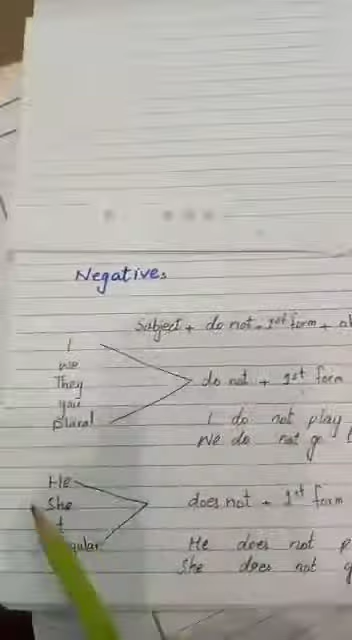 Negatives
Subject + do not + 1st form +
I
we
They
you
plural
do not + 1st form
I do not play
We do not go
He
She
does not + 1st form
He does not
She does not